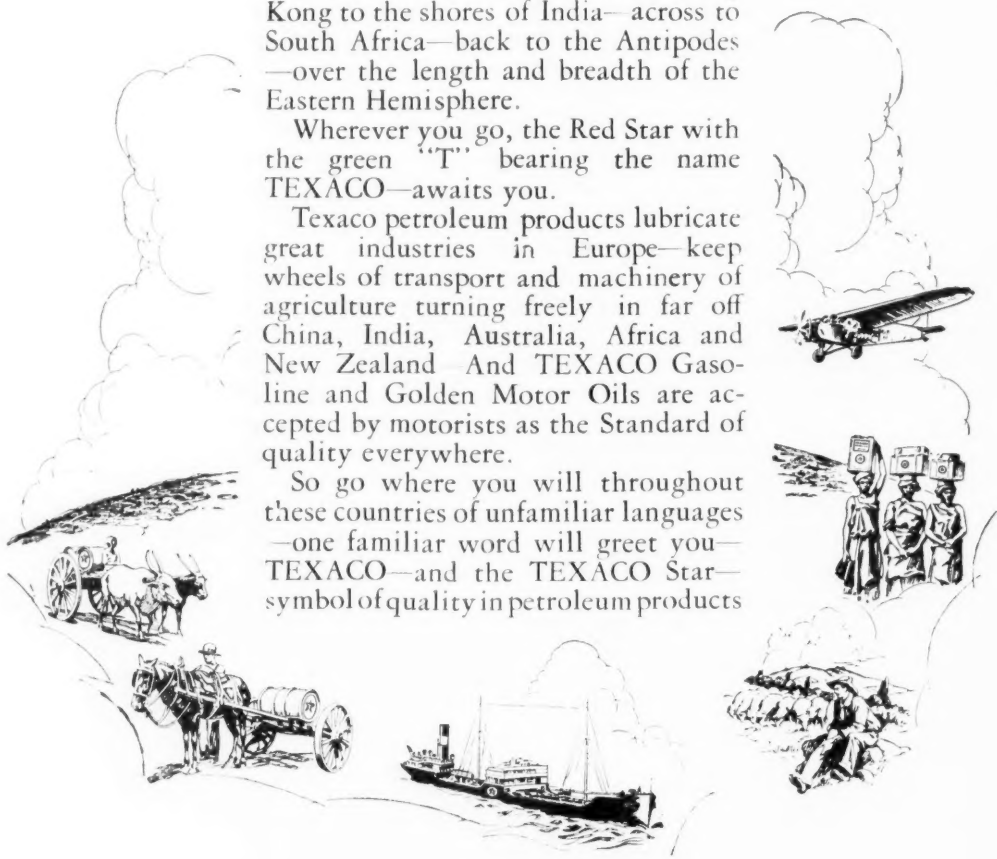 Kong to the shores of India—across to
South Africa—back to the Antipodes
—over the length and breadth of the
Eastern Hemisphere.
Wherever you go, the Red Star with
the green "T" bearing the name
TEXACO—awaits you.
Texaco petroleum products lubricate
great industries in Europe—keep
wheels of transport and machinery of
agriculture turning freely in far off
China, India, Australia, Africa and
New Zealand And TEXACO Gaso-
line and Golden Motor Oils are ac-
cepted by motorists as the Standard of
quality everywhere.
So go where you will throughout
these countries of unfamiliar languages
—one familiar word will greet you—
TEXACO—and the TEXACO Star—
symbol of quality in petroleum products